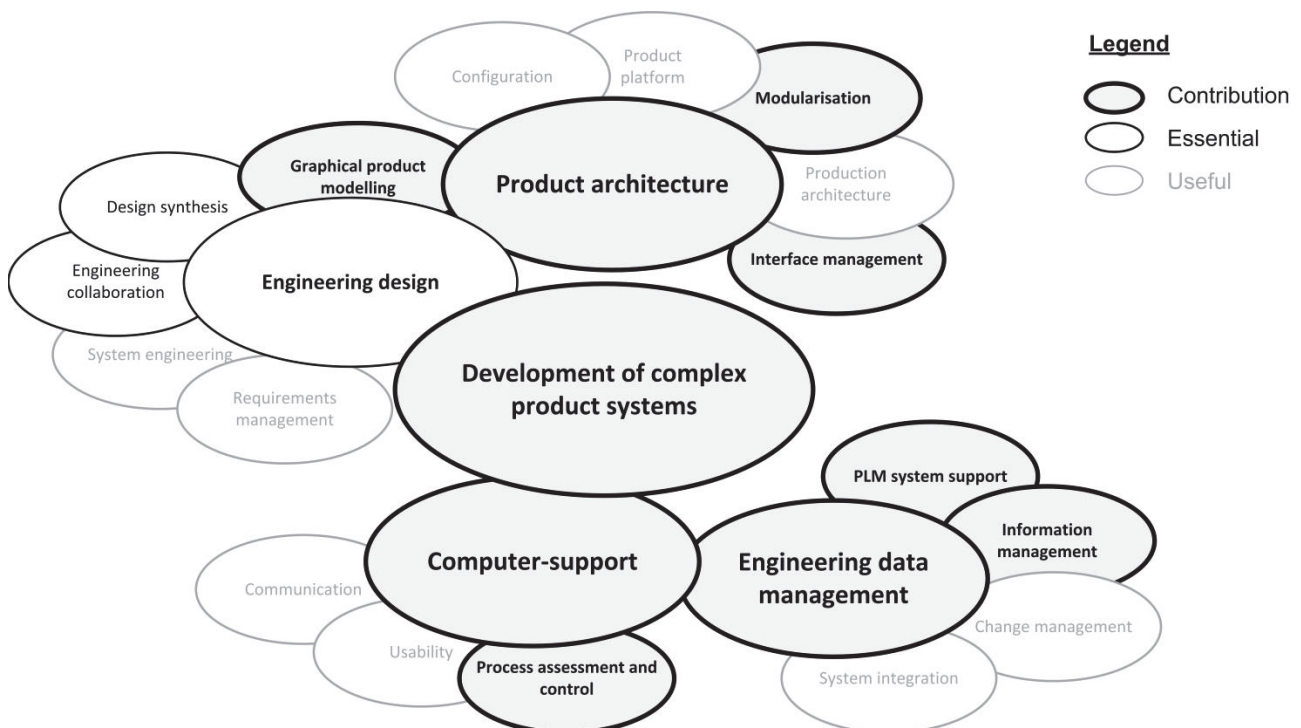 Legend
Contribution
Essential
Useful
Configuration
Product
platform
Modularisation
Graphical product
modelling
Product architecture
Production
architecture
Design synthesis
Interface management
Engineering
collaboration
Engineering design
System engineering
Requirements
management
Development of complex
product systems
PLM system support
Information
management
Computer-support
Engineering data
management
Communication
Change management
Usability
Process assessment and
control
System integration